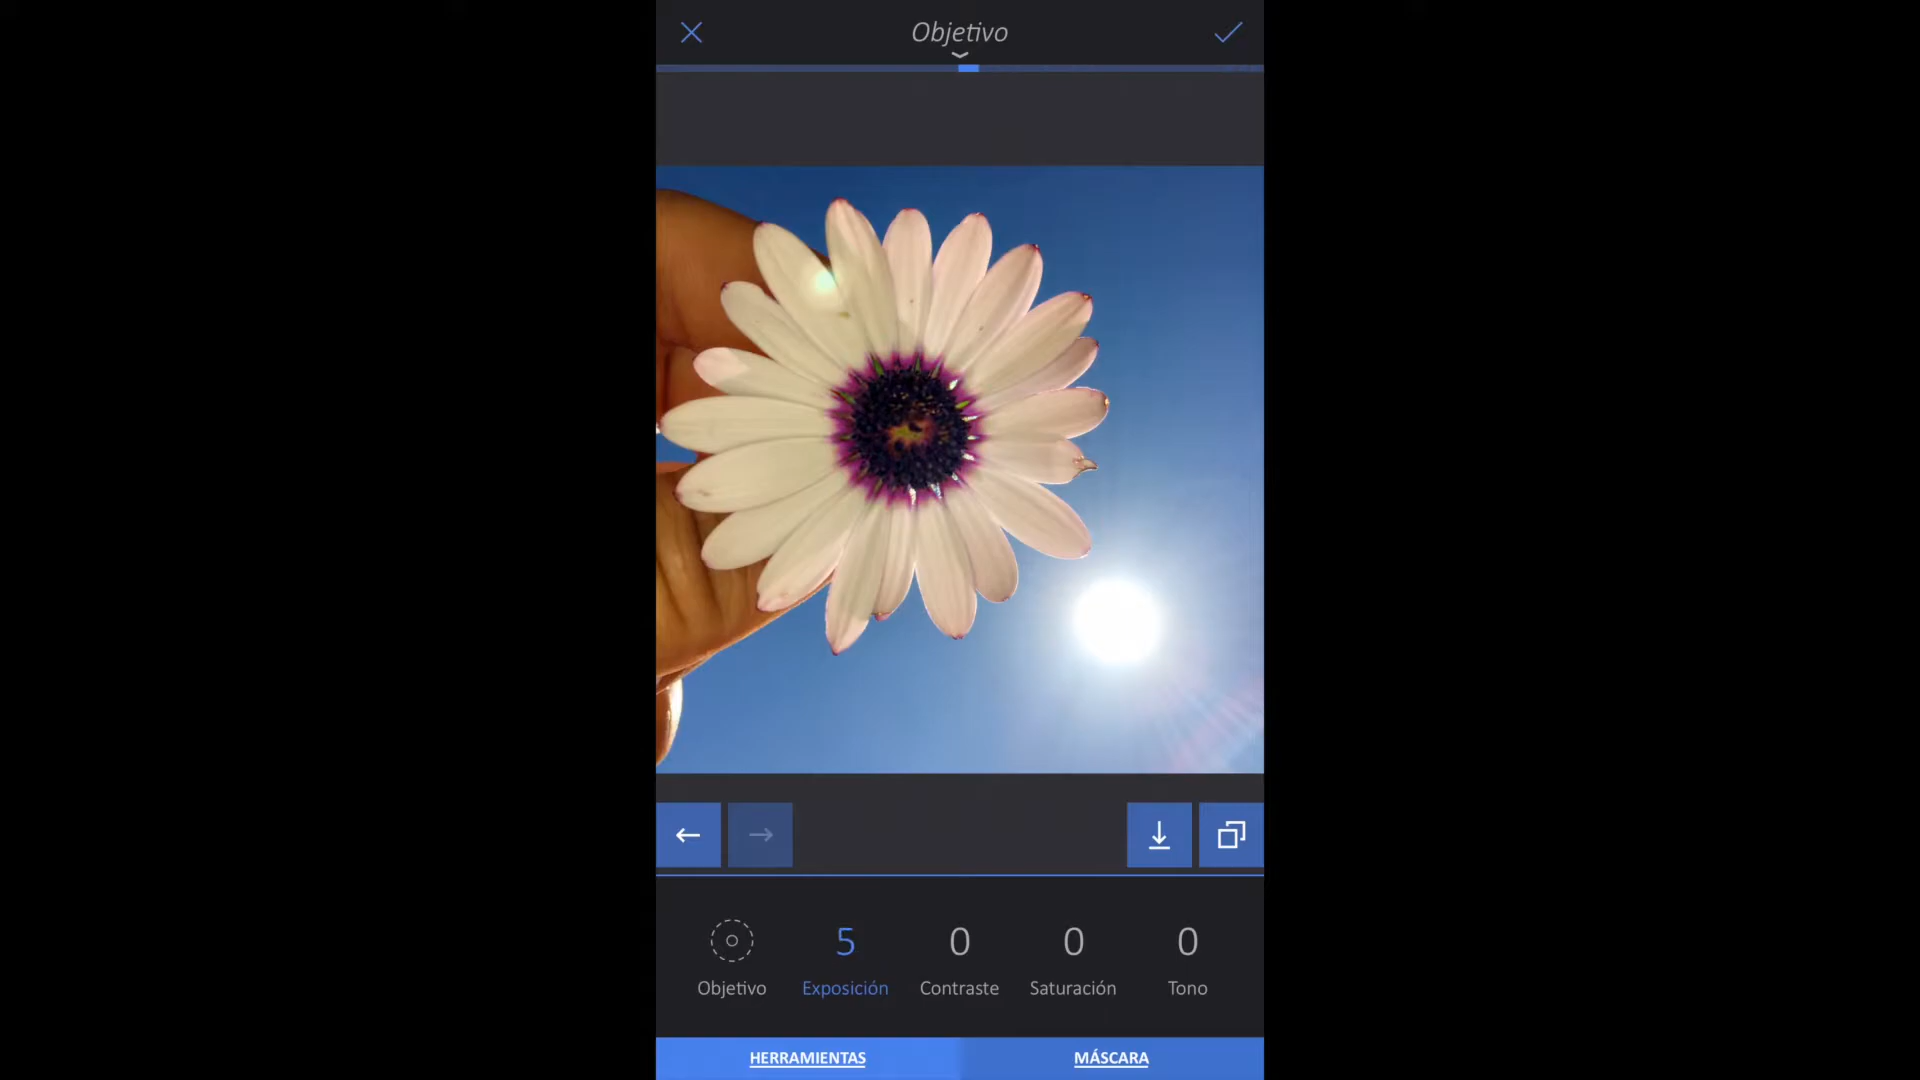 Objetivo
5 0 0 0
Objetivo Exposición Contraste Saturación Tono
HERRAMIENTAS MÁSCARA